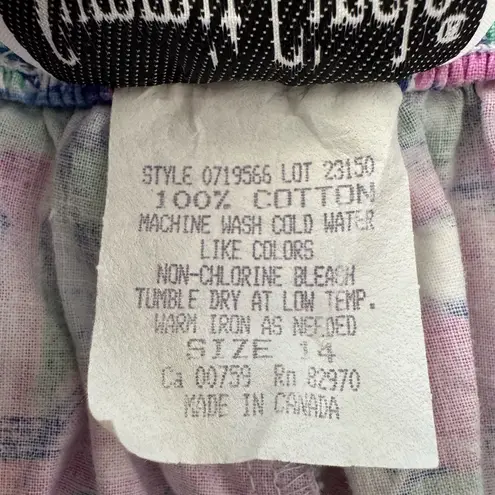 STYLE 0719566 LOT 23150
100% COTTON
MACHINE WASH COLD WATER
LIKE COLORS
NON-CHLORINE BLEACH
TUMBLE DRY AT LOW TEMP.
WARM IRON AS NEEDED
SIZE 14
Ca 00759 Rn 82970
MADE IN CANADA